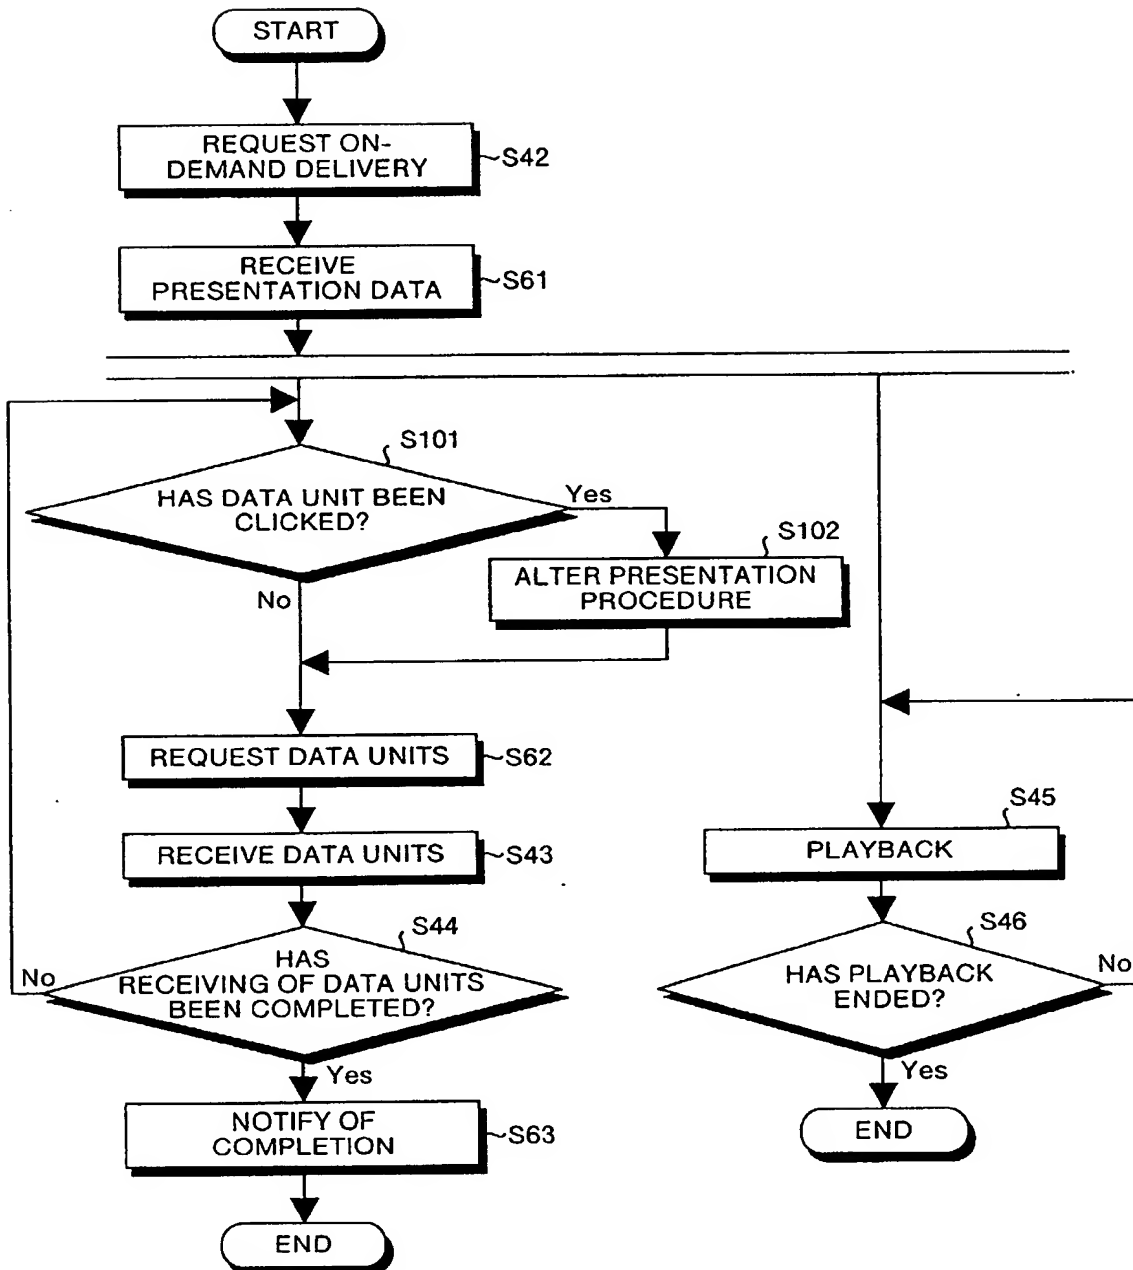 START
REQUEST ON-
DEMAND DELIVERY
S42
RECEIVE
PRESENTATION DATA
S61
S101
HAS DATA UNIT BEEN
CLICKED?
Yes
No
S102
ALTER PRESENTATION
PROCEDURE
REQUEST DATA UNITS
S62
RECEIVE DATA UNITS
S43
S44
HAS
RECEIVING OF DATA UNITS
BEEN COMPLETED?
No
Yes
NOTIFY OF
COMPLETION
S63
END
S45
PLAYBACK
S46
HAS PLAYBACK
ENDED?
No
Yes
END